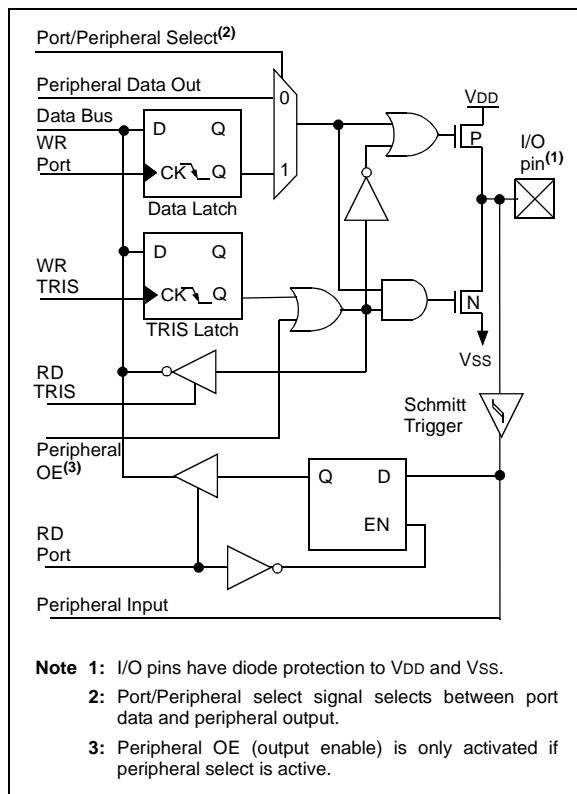 Port/Peripheral Select(2)
Peripheral Data Out
Data Bus
WR
Port
D Q
CK Q
Data Latch
0
1
VDD
P
I/O
pin(1)
WR
TRIS
D Q
CK Q
TRIS Latch
N
VSS
RD
TRIS
Schmitt
Trigger
Peripheral
OE(3)
Q D
EN
RD
Port
Peripheral Input
Note 1: I/O pins have diode protection to VDD and VSS.
2: Port/Peripheral select signal selects between port
data and peripheral output.
3: Peripheral OE (output enable) is only activated if
peripheral select is active.